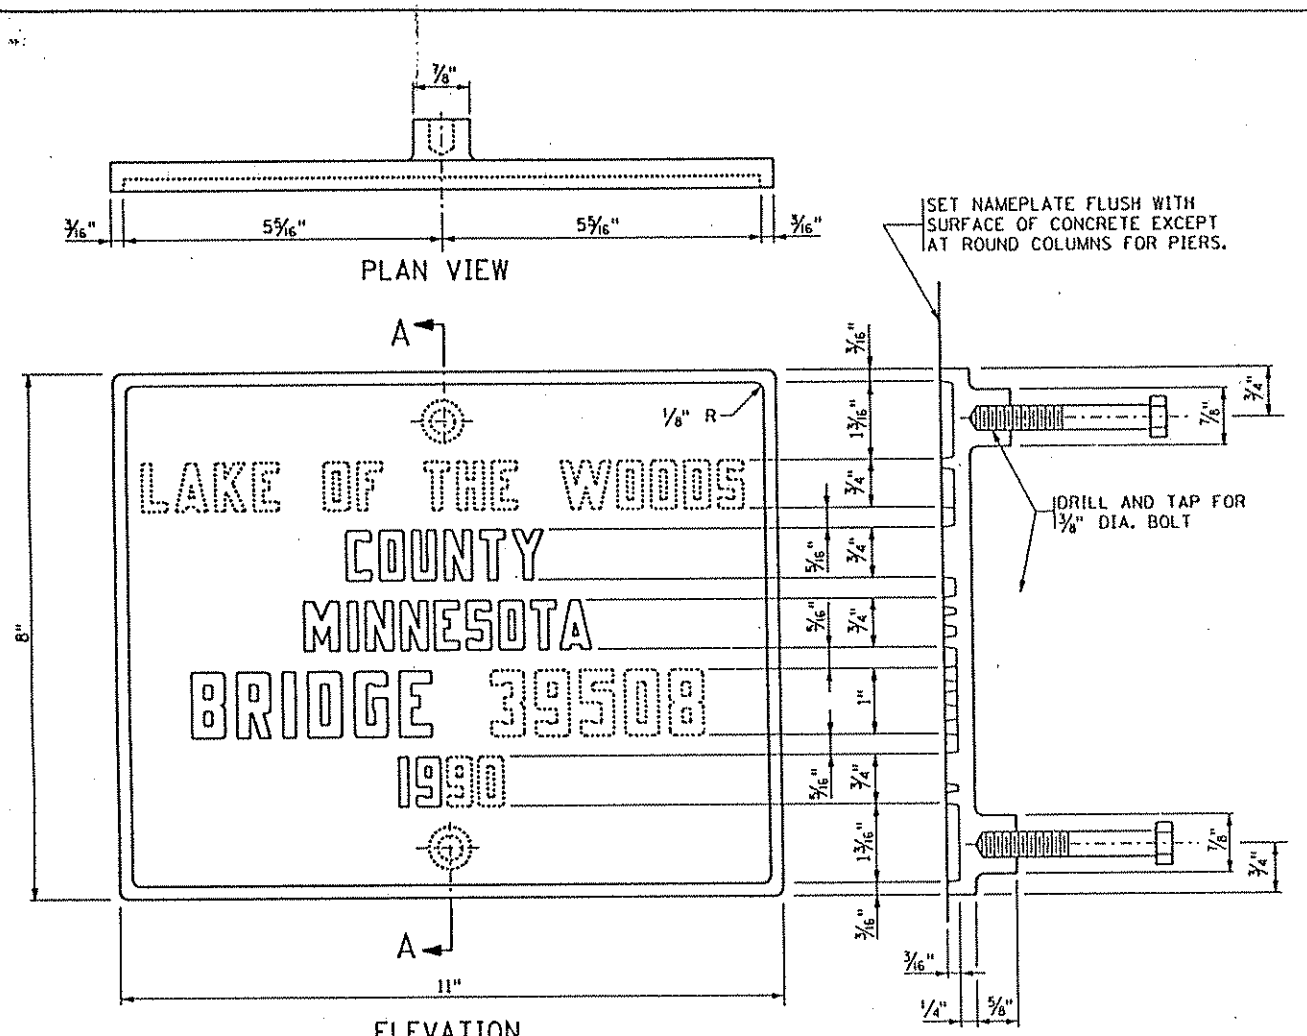 7/8"
3/16" 5 5/16" 5 5/16" 3/16"
PLAN VIEW
SET NAMEPLATE FLUSH WITH
SURFACE OF CONCRETE EXCEPT
AT ROUND COLUMNS FOR PIERS.
A
3/16"
3/4"
1/8" R
1 3/16"
7/8"
LAKE OF THE WOODS
3/4"
DRILL AND TAP FOR
3/8" DIA. BOLT
COUNTY
5/16" 3/4"
8"
MINNESOTA
5/16" 3/4"
BRIDGE 39508
1"
1990
5/16" 3/4"
1 3/16"
7/8"
3/4"
A
3/16"
3/16"
11"
1/4" 5/8"
ELEVATION